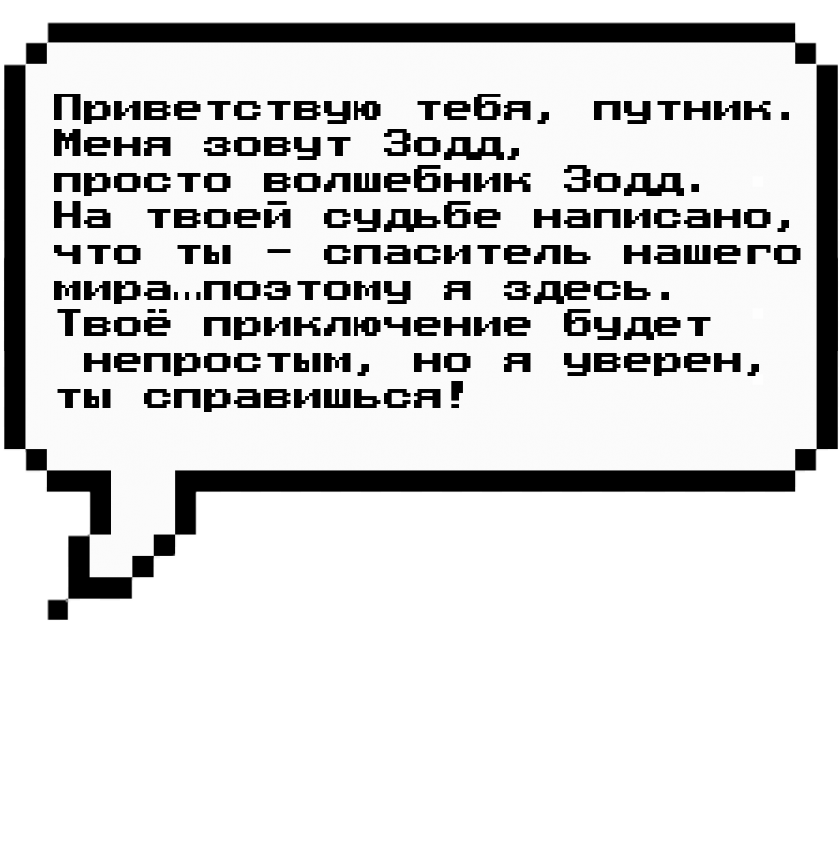 Приветствую тебя, путник.
Меня зовут Зодд,
просто волшебник Зодд.
На твоей судьбе написано,
что ты - спаситель нашего
мира…поэтому я здесь.
Твоё приключение будет
непростым, но я уверен,
ты справишься!